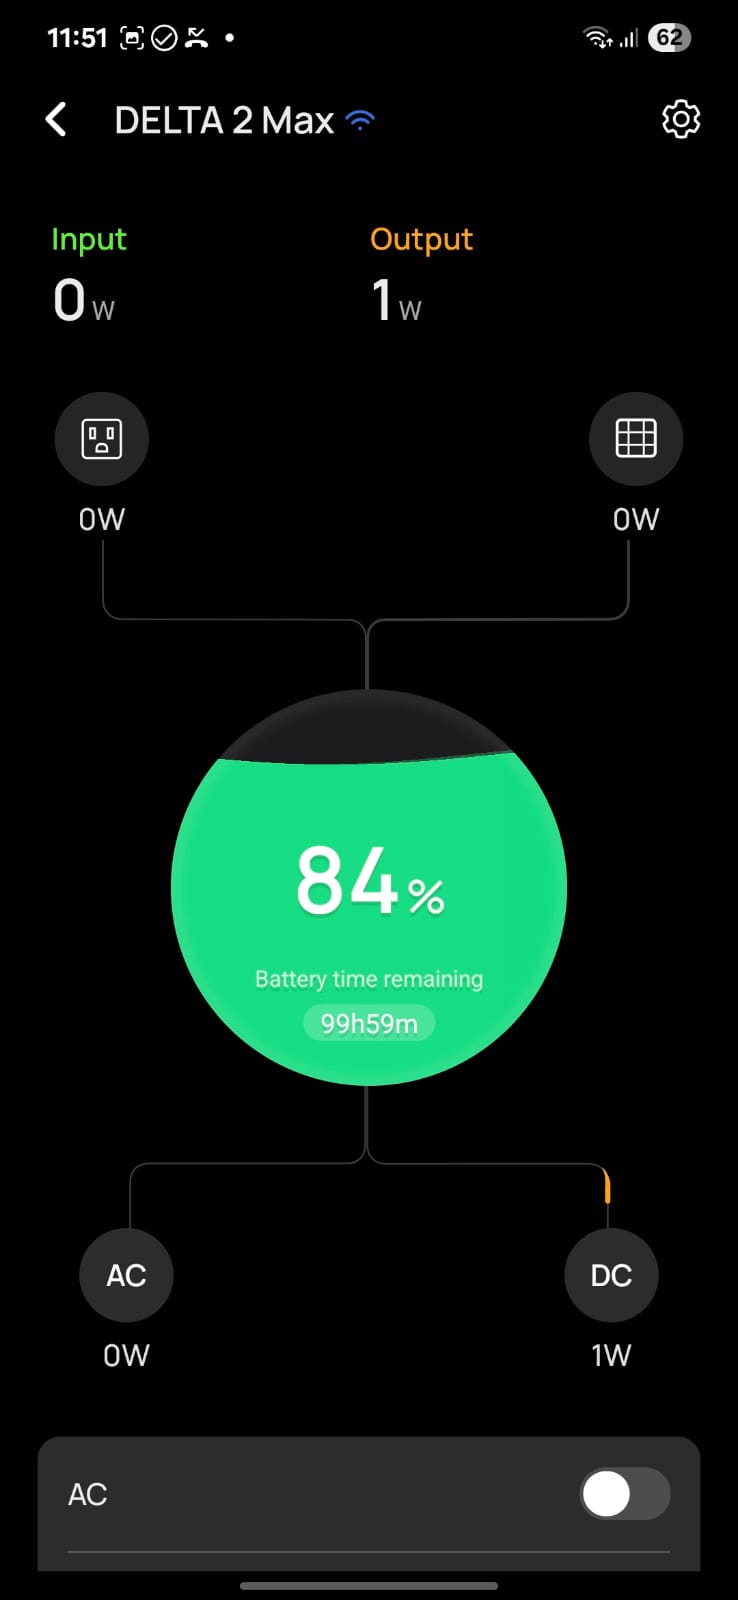 11:51
62
DELTA 2 Max
Input
Output
0 W
1 W
0W
0W
84%
Battery time remaining
99h59m
AC
DC
0W
1W
AC